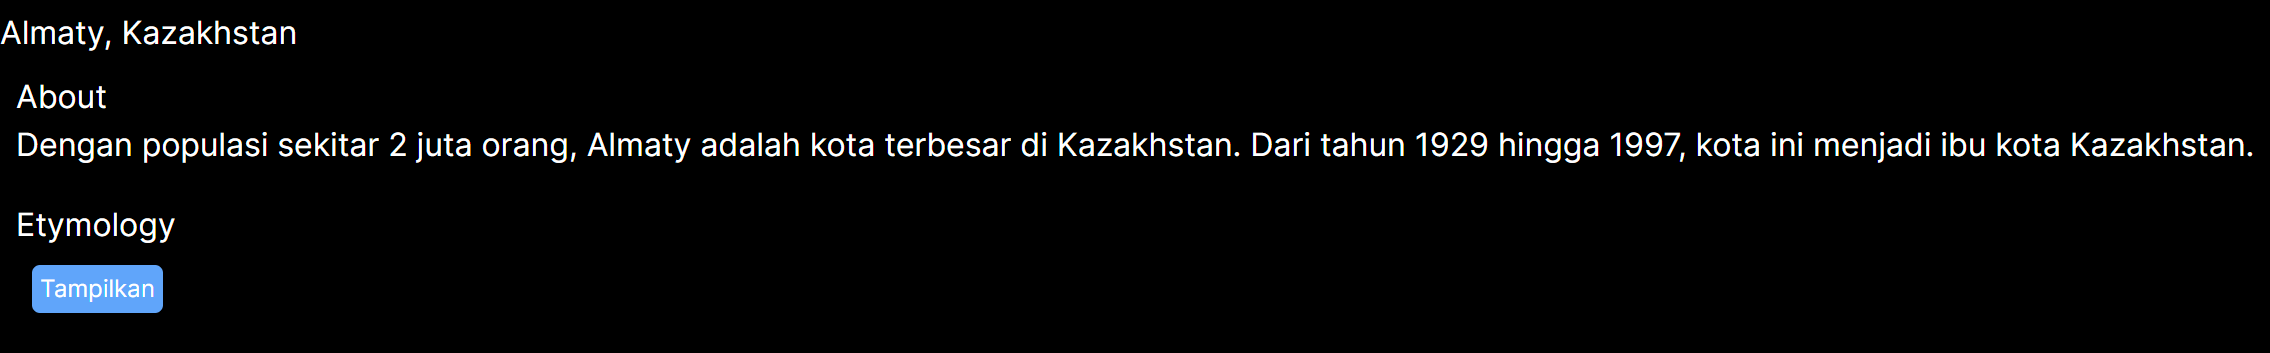 Almaty, Kazakhstan
About
Dengan populasi sekitar 2 juta orang, Almaty adalah kota terbesar di Kazakhstan. Dari tahun 1929 hingga 1997, kota ini menjadi ibu kota Kazakhstan.
Etymology
Tampilkan